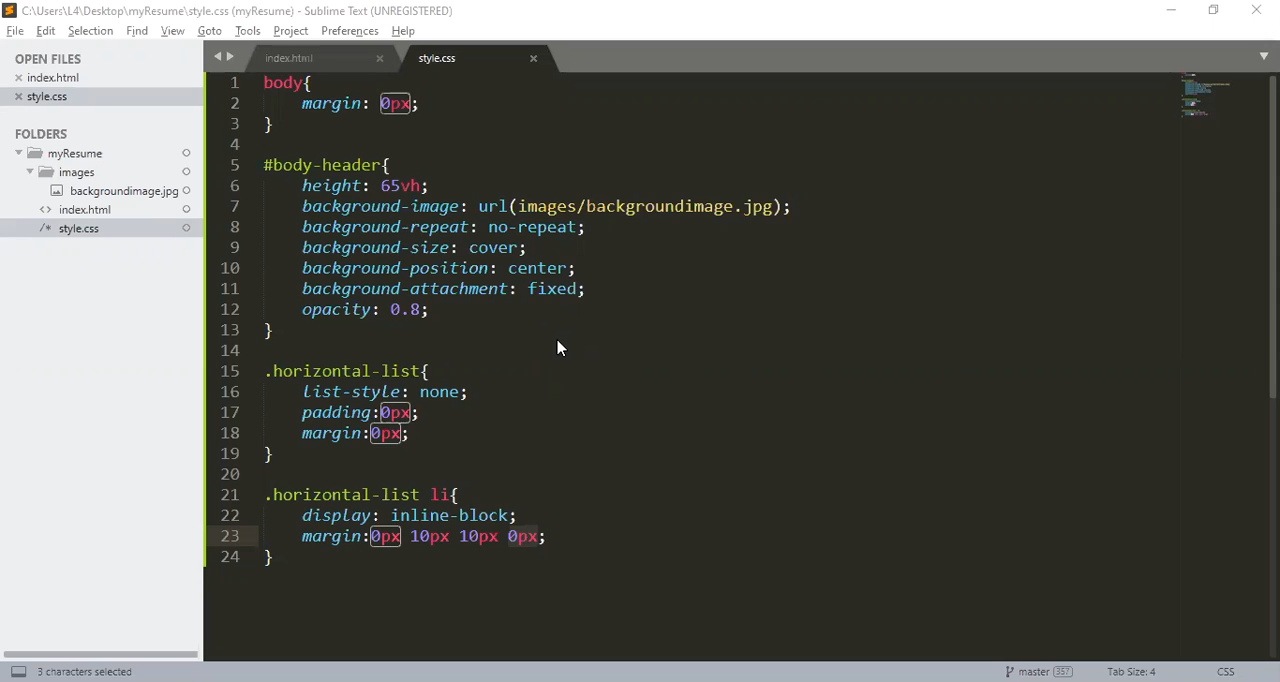 C:\Users\L4\Desktop\myResume\style.css (myResume) - Sublime Text (UNREGISTERED)
File Edit Selection Find View Goto Tools Project Preferences Help
OPEN FILES
index.html
style.css
FOLDERS
myResume
images
backgroundimage.jpg
index.html
style.css
index.html style.css
1 body{
2 margin: 0px;
3 }
4
5 #body-header{
6 height: 65vh;
7 background-image: url(images/backgroundimage.jpg);
8 background-repeat: no-repeat;
9 background-size: cover;
10 background-position: center;
11 background-attachment: fixed;
12 opacity: 0.8;
13 }
14
15 .horizontal-list{
16 list-style: none;
17 padding:0px;
18 margin:0px;
19 }
20
21 .horizontal-list li{
22 display: inline-block;
23 margin:0px 10px 10px 0px;
24 }
3 characters selected master 357 Tab Size: 4 CSS